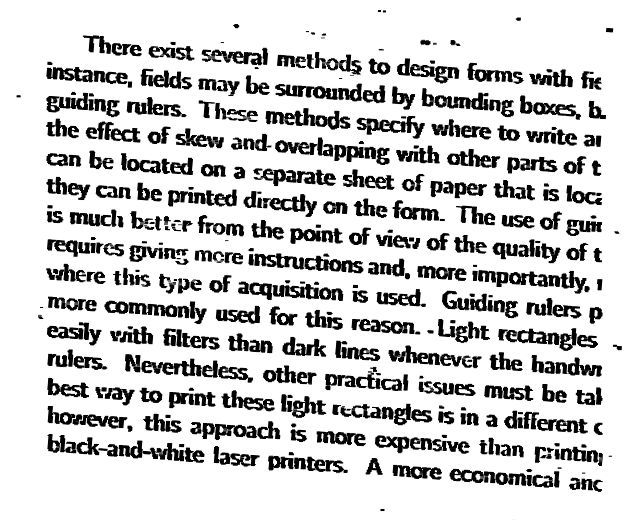 There exist several methods to design forms with fie
instance, fields may be surrounded by bounding boxes, b
guiding rulers. These methods specify where to write ar
the effect of skew and overlapping with other parts of t
can be located on a separate sheet of paper that is loca
they can be printed directly on the form. The use of guid
is much better from the point of view of the quality of t
requires giving more instructions and, more importantly, r
where this type of acquisition is used. Guiding rulers p
more commonly used for this reason. Light rectangles
easily with filters than dark lines whenever the handwr
rulers. Nevertheless, other practical issues must be tak
best way to print these light rectangles is in a different c
however, this approach is more expensive than printing
black-and-white laser printers. A more economical and